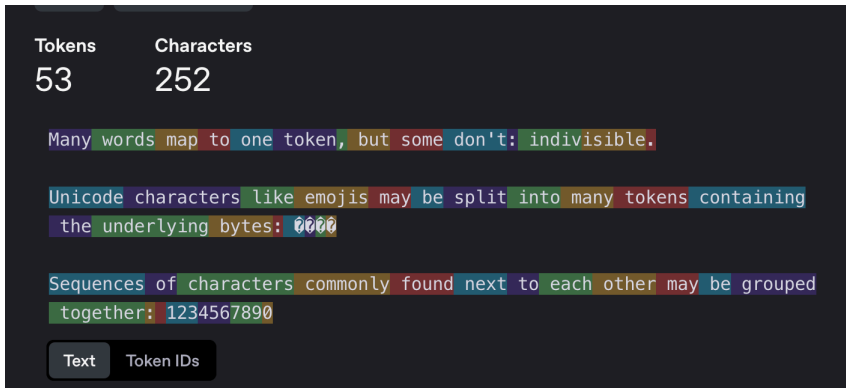 Tokens Characters
53 252
Many words map to one token, but some don't: indivisible.
Unicode characters like emojis may be split into many tokens containing
the underlying bytes: ����
Sequences of characters commonly found next to each other may be grouped
together: 1234567890
Text Token IDs